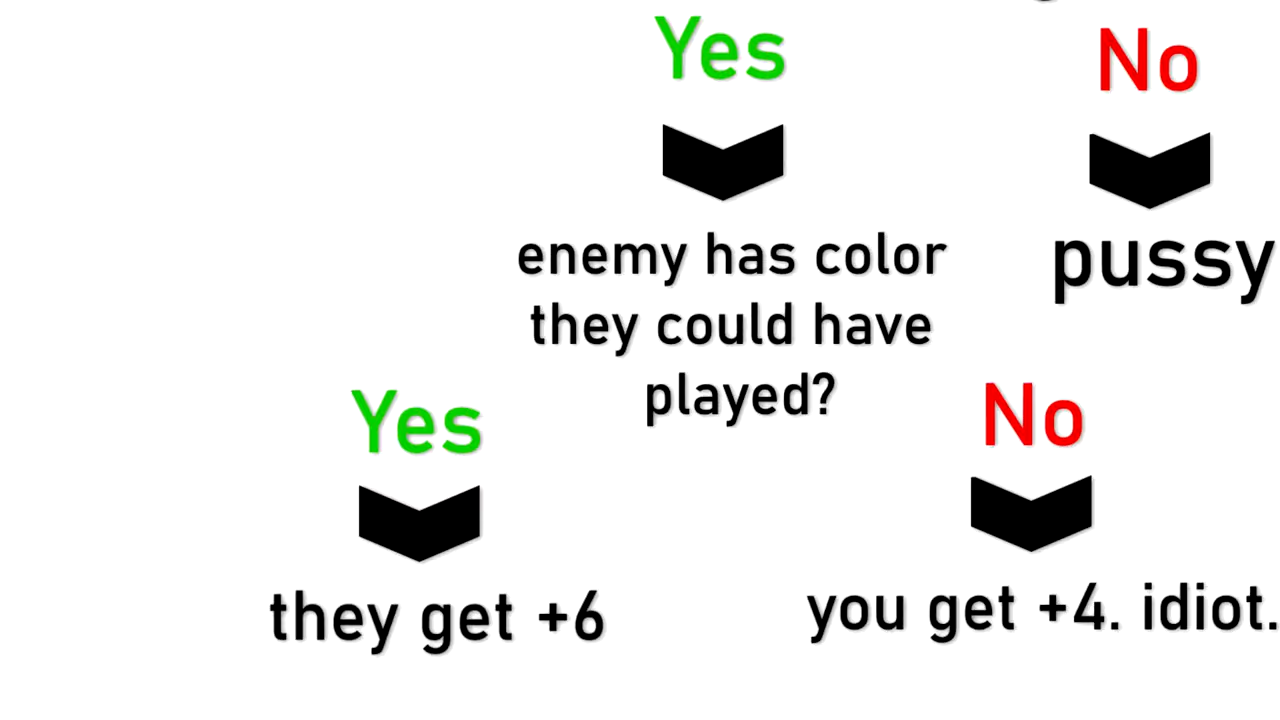 Yes
No
enemy has color
they could have
played?
pussy
Yes
No
they get +6
you get +4. idiot.